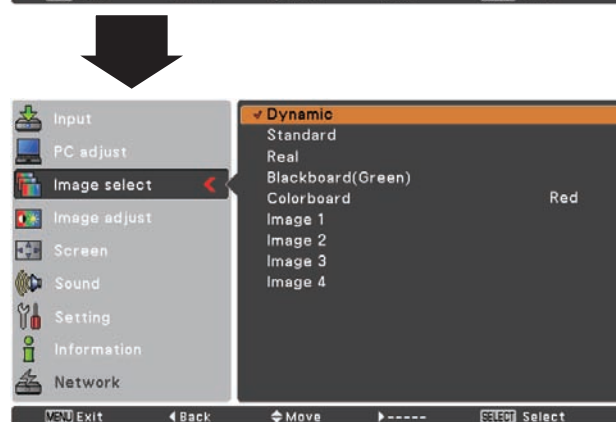 Input
PC adjust
Image select
Image adjust
Screen
Sound
Setting
Information
Network
Dynamic
Standard
Real
Blackboard(Green)
Colorboard Red
Image 1
Image 2
Image 3
Image 4
MENU Exit Back Move ----- SELECT Select